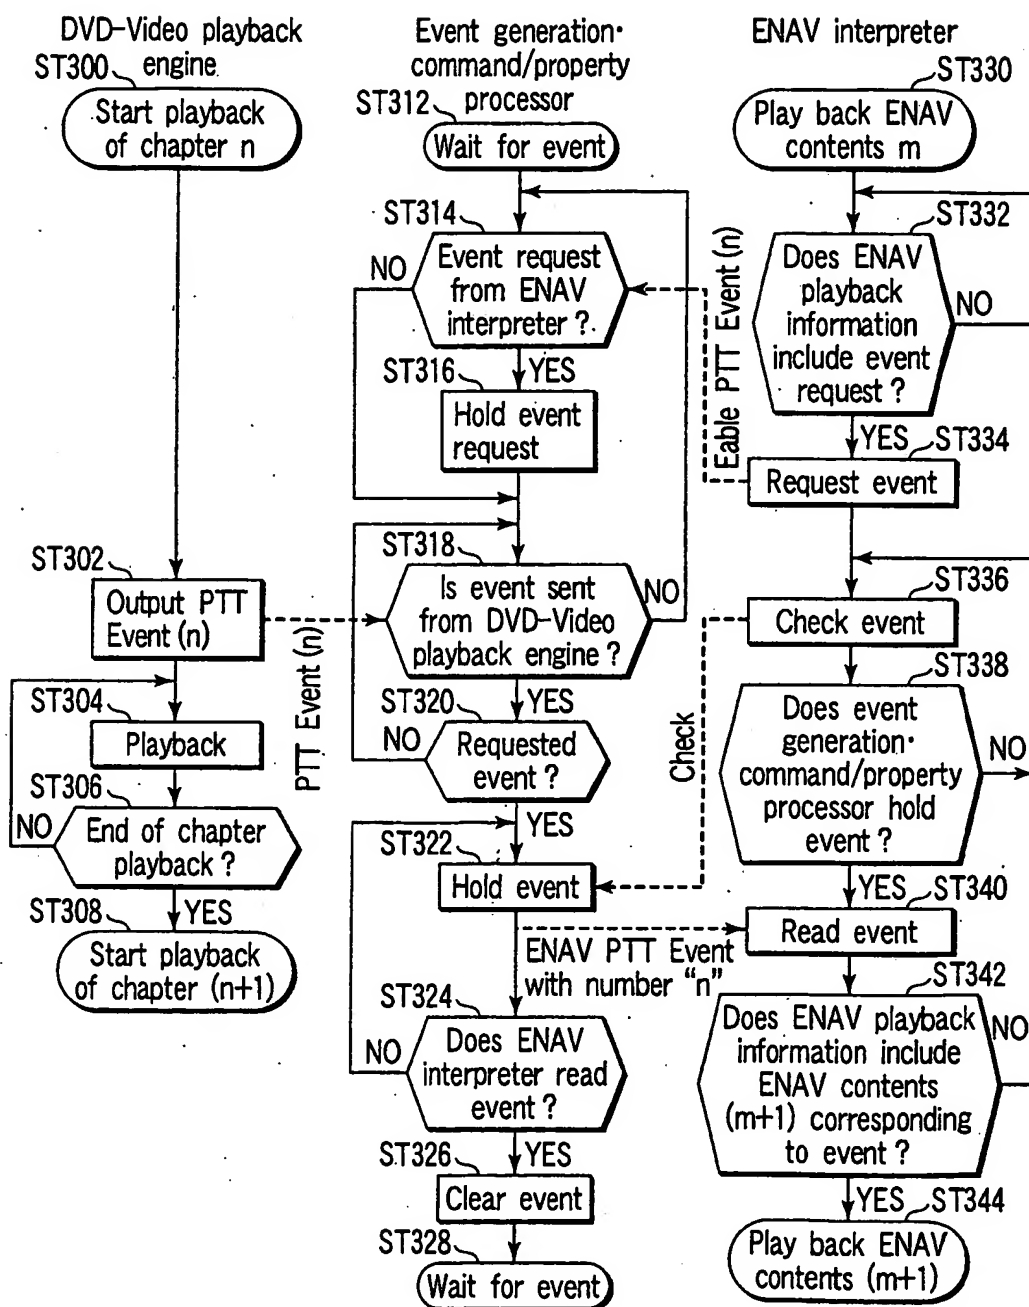 DVD-Video playback
engine
ST300
Start playback
of chapter n
ST302
Output PTT
Event (n)
PTT Event (n)
ST304
Playback
ST306
NO
End of chapter
playback ?
ST308
YES
Start playback
of chapter (n+1)
Event generation·
command/property
processor
ST312
Wait for event
ST314
NO
Event request
from ENAV
interpreter ?
ST316
YES
Hold event
request
ST318
Is event sent
from DVD-Video
playback engine ?
NO
ST320
YES
NO
Requested
event ?
ST322
YES
Hold event
ENAV PTT Event
with number "n"
ST324
NO
Does ENAV
interpreter read
event ?
ST326
YES
Clear event
ST328
Wait for event
ENAV interpreter
ST330
Play back ENAV
contents m
ST332
Does ENAV
playback
information
include event
request ?
NO
Eable PTT Event (n)
YES
ST334
Request event
ST336
Check event
Check
ST338
Does event
generation·
command/property
processor hold
event ?
NO
YES
ST340
Read event
ST342
Does ENAV playback
information include
ENAV contents
(m+1) corresponding
to event ?
NO
YES
ST344
Play back ENAV
contents (m+1)